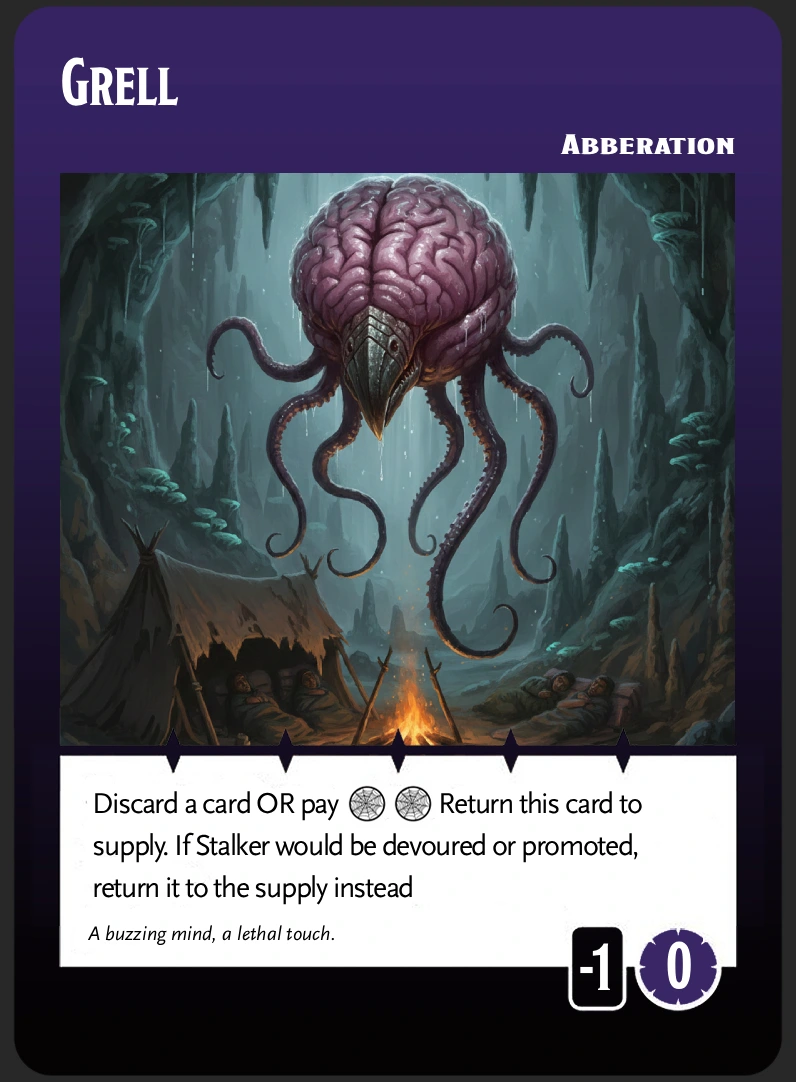 Grell
Abberation
Discard a card OR pay Return this card to
supply. If Stalker would be devoured or promoted,
return it to the supply instead
A buzzing mind, a lethal touch.
-1 0